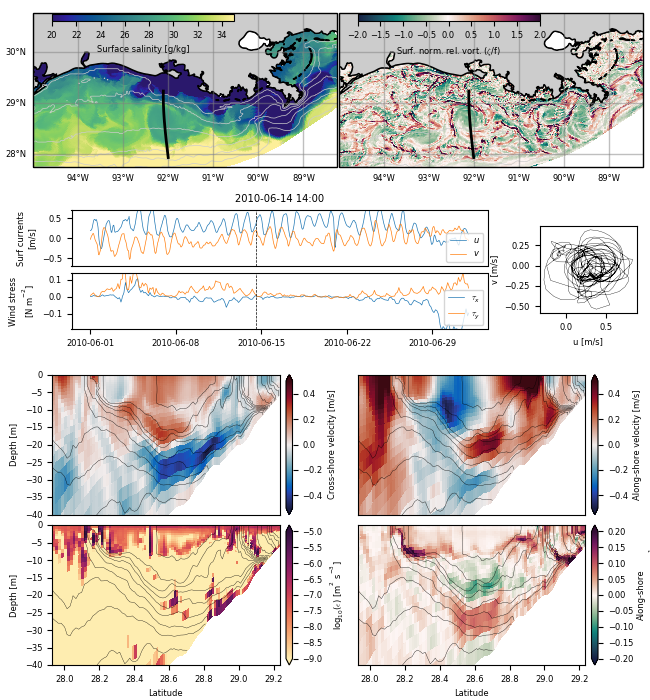 20 22 24 26 28 30 32 34
Surface salinity [g/kg]
−2.0 −1.5 −1.0 −0.5 0.0 0.5 1.0 1.5 2.0
Surf. norm. rel. vort. (ζ/f)
30°N
29°N
28°N
94°W 93°W 92°W 91°W 90°W 89°W
94°W 93°W 92°W 91°W 90°W 89°W
2010-06-14 14:00
Surf currents
[m/s]
0.5
0.0
−0.5
u
v
Wind stress
[N m⁻²]
0.1
0.0
−0.1
τx
τy
2010-06-01 2010-06-08 2010-06-15 2010-06-22 2010-06-29
v [m/s]
0.25
0.00
−0.25
−0.50
0.0 0.5
u [m/s]
Depth [m]
0
−5
−10
−15
−20
−25
−30
−35
−40
0.4
0.2
0.0
−0.2
−0.4
Cross-shore velocity [m/s]
0.4
0.2
0.0
−0.2
−0.4
Along-shore velocity [m/s]
Depth [m]
0
−5
−10
−15
−20
−25
−30
−35
−40
28.0 28.2 28.4 28.6 28.8 29.0 29.2
Latitude
−5.0
−5.5
−6.0
−6.5
−7.0
−7.5
−8.0
−8.5
−9.0
log₁₀(ε) [m² s⁻³]
28.0 28.2 28.4 28.6 28.8 29.0 29.2
Latitude
0.20
0.15
0.10
0.05
0.00
−0.05
−0.10
−0.15
−0.20
Along-shore